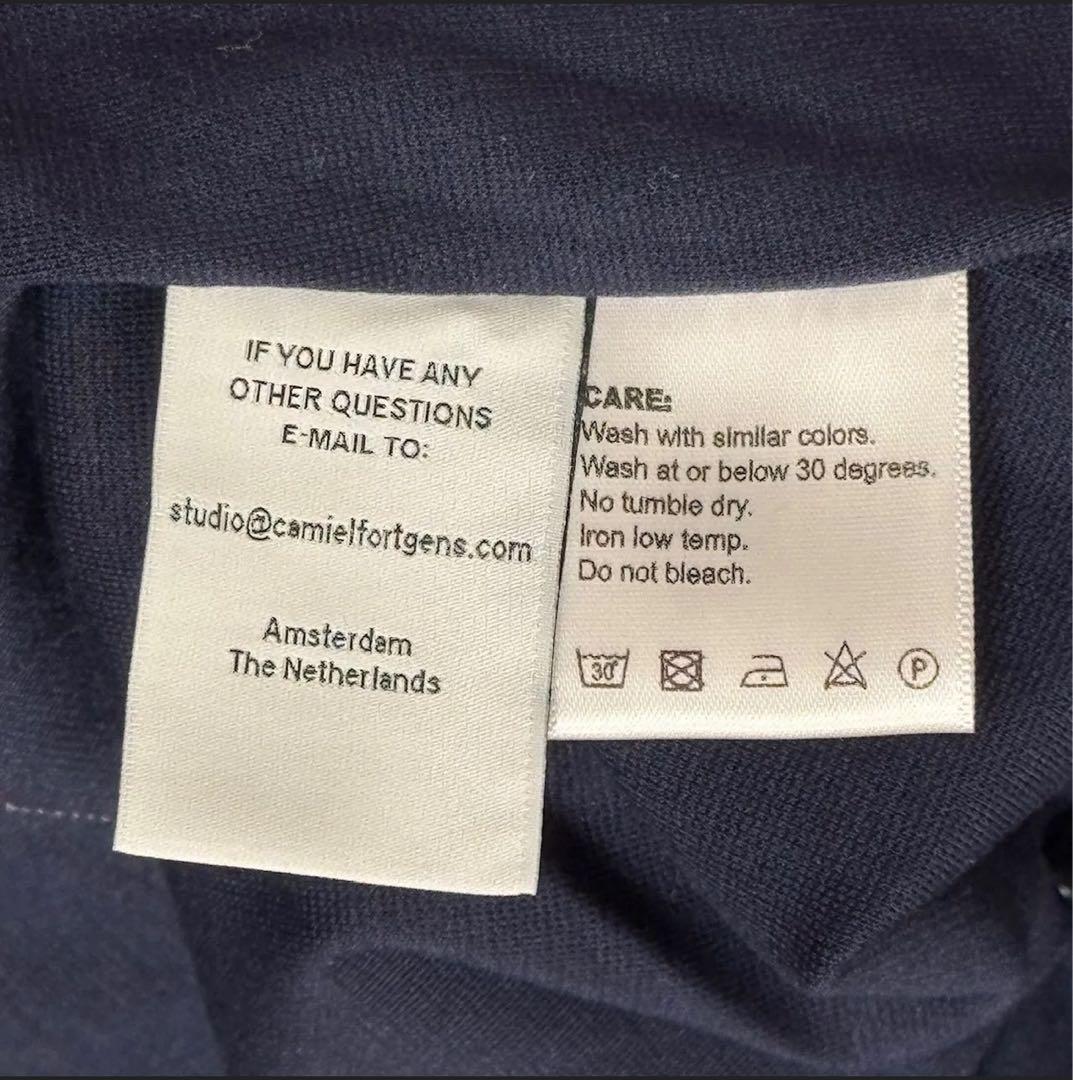 IF YOU HAVE ANY
OTHER QUESTIONS
E-MAIL TO:
studio@camielfortgens.com
Amsterdam
The Netherlands
CARE:
Wash with similar colors.
Wash at or below 30 degrees.
No tumble dry.
Iron low temp.
Do not bleach.
30°
P